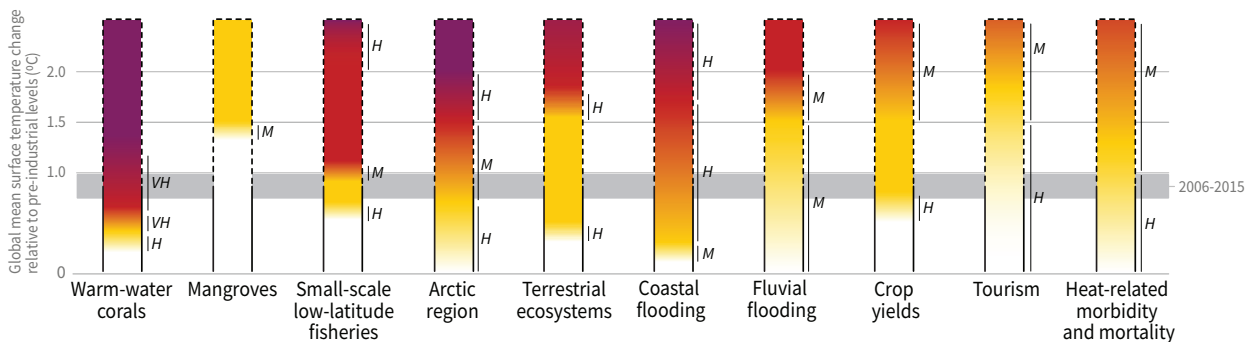 Global mean surface temperature change
relative to pre-industrial levels (ºC)
2.0
1.5
1.0
0
2006-2015
VH
VH
H
M
H
M
H
H
M
H
H
H
H
H
M
M
M
M
H
M
H
M
H
Warm-water
corals
Mangroves
Small-scale
low-latitude
fisheries
Arctic
region
Terrestrial
ecosystems
Coastal
flooding
Fluvial
flooding
Crop
yields
Tourism
Heat-related
morbidity
and mortality